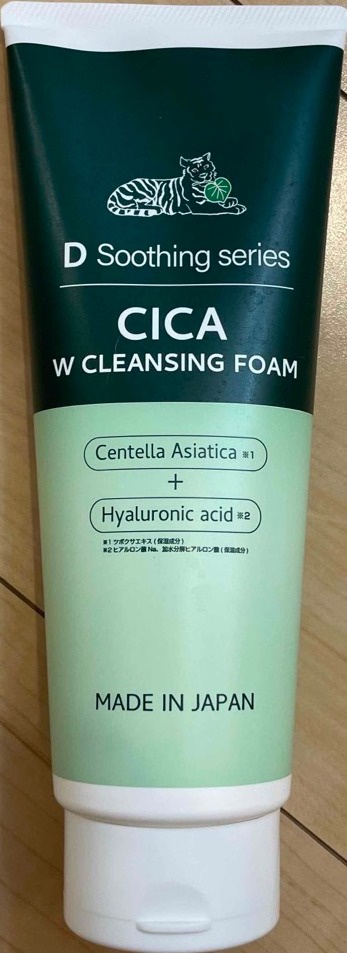 D Soothing series
CICA
W CLEANSING FOAM
Centella Asiatica ※1
+
Hyaluronic acid ※2
※1 ツボクサエキス (保湿成分)
※2 ヒアルロン酸 Na、加水分解ヒアルロン酸 (保湿成分)
MADE IN JAPAN